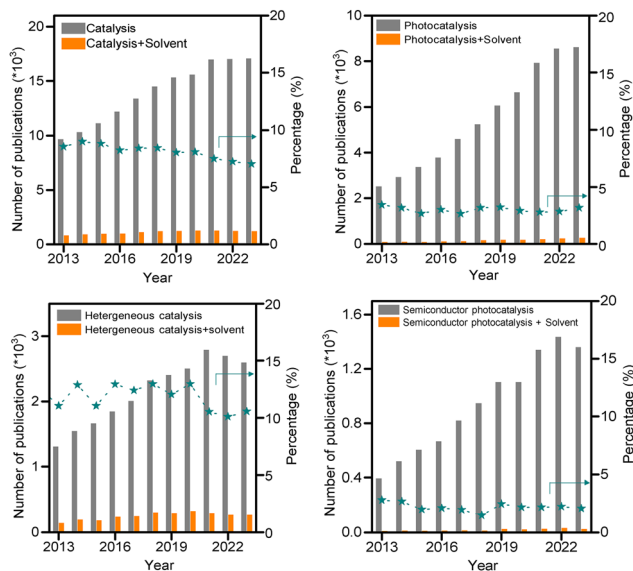 Number of publications (*10³)
20
15
10
5
0
Catalysis
Catalysis+Solvent
20
15
10
5
0
Percentage (%)
2013 2016 2019 2022
Year
Number of publications (*10³)
10
8
6
4
2
0
Photocatalysis
Photocatalysis+Solvent
20
15
10
5
0
Percentage (%)
2013 2016 2019 2022
Year
Number of publications (*10³)
3
2
1
0
Hetergeneous catalysis
Hetergeneous catalysis+solvent
20
15
10
5
0
Percentage (%)
2013 2016 2019 2022
Year
Number of publications (*10³)
1.6
1.2
0.8
0.4
0.0
Semiconductor photocatalysis
Semiconductor photocatalysis + Solvent
20
15
10
5
0
Percentage (%)
2013 2016 2019 2022
Year